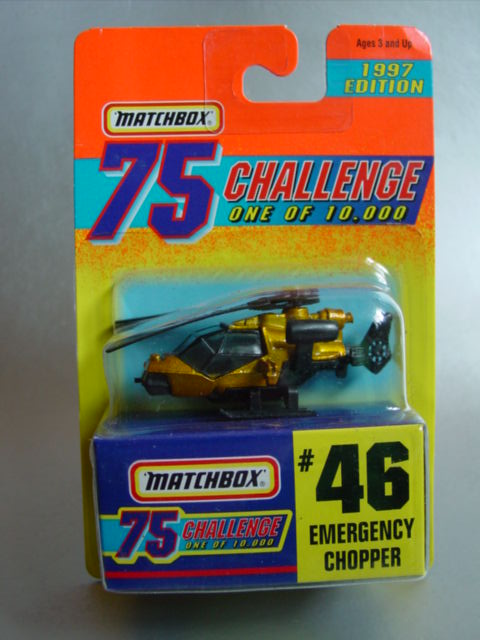 Ages 3 and Up
1997
EDITION
MATCHBOX®
75 CHALLENGE
ONE OF 10,000
MATCHBOX®
75 CHALLENGE
ONE OF 10,000
#46
EMERGENCY
CHOPPER